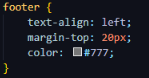 footer {
    text-align: left;
    margin-top: 20px;
    color: #777;
}